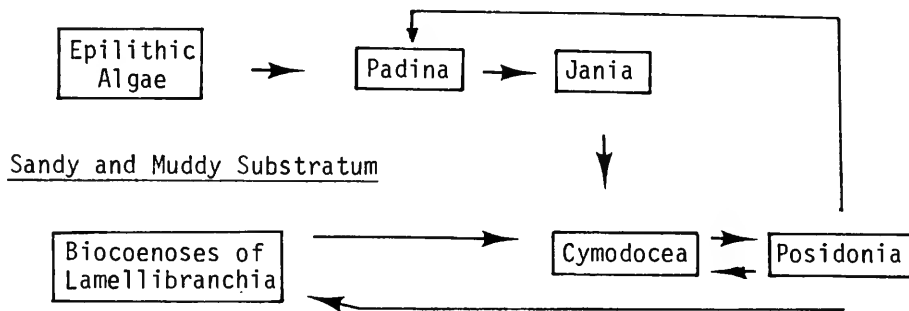 Epilithic
Algae
Padina
Jania
Sandy and Muddy Substratum
Biocoenoses of
Lamellibranchia
Cymodocea
Posidonia